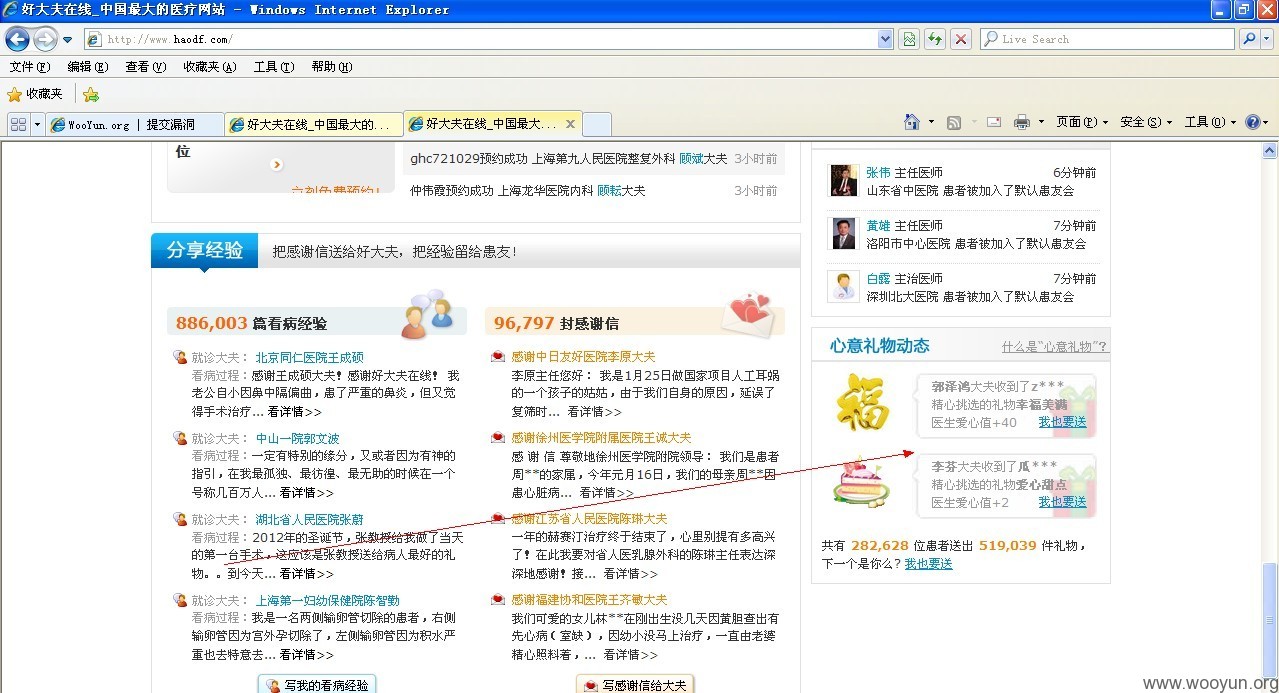 好大夫在线_中国最大的医疗网站 - Windows Internet Explorer
http://www.haodf.com/
Live Search
文件(F) 编辑(E) 查看(V) 收藏夹(A) 工具(T) 帮助(H)
收藏夹
WooYun.org | 提交漏洞
好大夫在线_中国最大的...
好大夫在线_中国最大...
页面(P) 安全(S) 工具(O)
位
立刻免费预约!
ghc721029预约成功 上海第九人民医院整复外科 顾斌大夫 3小时前
仲伟霞预约成功 上海龙华医院内科 顾耘大夫 3小时前
分享经验
把感谢信送给好大夫，把经验留给患友!
886,003 篇看病经验
就诊大夫： 北京同仁医院王成硕
看病过程：感谢王成硕大夫！感谢好大夫在线！ 我
老公自小因鼻中隔偏曲，患了严重的鼻炎，但又觉
得手术治疗... 看详情>>
就诊大夫： 中山一院郭文波
看病过程：一定有特别的缘分，又或者因为有神的
指引，在我最孤独、最彷徨、最无助的时候在一个
号称几百万人... 看详情>>
就诊大夫： 湖北省人民医院张蔚
看病过程：2012年的圣诞节，张教授给我做了当天
的第一台手术，这是张教授送给病人最好的礼
物。。到今天... 看详情>>
就诊大夫： 上海第一妇幼保健院陈智勤
看病过程：我是一名两侧输卵管切除的患者，右侧
输卵管因为宫外孕切除了，左侧输卵管因为积水严
重也去特意去... 看详情>>
写我的看病经验
96,797 封感谢信
感谢中日友好医院李原大夫
李原主任您好： 我是1月25日做国家项目人工耳蜗
的一个孩子的姑姑，由于我们自身的原因，延误了
复筛时... 看详情>>
感谢徐州医学院附属医院王诚大夫
感 谢 信 尊敬地徐州医学院附院领导： 我们是患者
周**的家属，今年元月16日，我们的母亲周**因
患心脏病... 看详情>>
感谢江苏省人民医院陈琳大夫
一年的赫赛汀治疗终于结束了，心里别提有多高兴
了！在此我要对省人医乳腺外科的陈琳主任表达深
深地感谢！接... 看详情>>
感谢福建协和医院王齐敏大夫
我们可爱的女儿林**在刚出生没几天因黄胆查出有
先心病（室缺），因幼小没马上治疗，一直由老婆
精心照料着，... 看详情>>
写感谢信给大夫
张伟 主任医师 6分钟前
山东省中医院 患者被加入了默认患友会
黄雄 主任医师 7分钟前
洛阳市中心医院 患者被加入了默认患友会
白露 主治医师 7分钟前
深圳北大医院 患者被加入了默认患友会
心意礼物动态 什么是“心意礼物”?
福
郭泽鸿大夫收到了z***
精心挑选的礼物幸福美满
医生爱心值+40 我也要送
李芬大夫收到了瓜***
精心挑选的礼物爱心甜点
医生爱心值+2 我也要送
共有 282,628 位患者送出 519,039 件礼物，
下一个是你么? 我也要送
www.wooyun.org